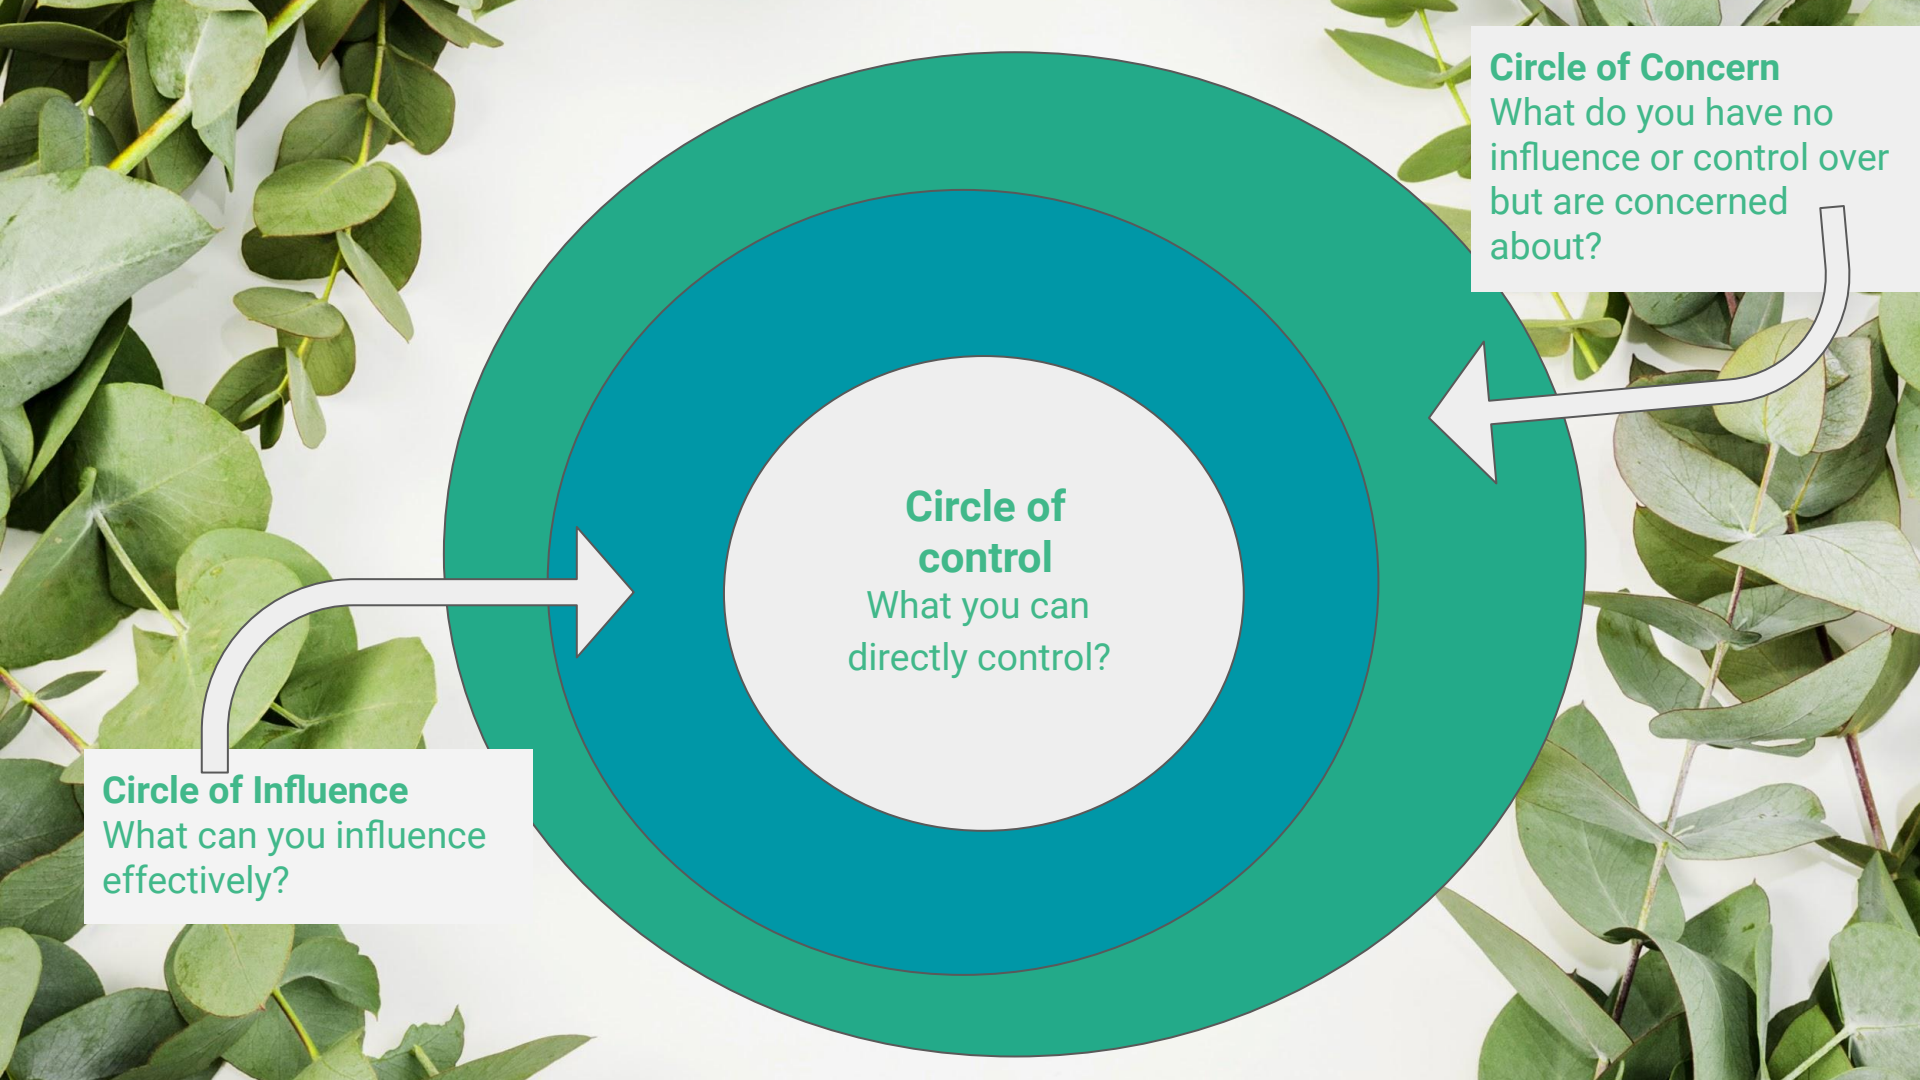 Circle of Concern
What do you have no
influence or control over
but are concerned
about?
Circle of
control
What you can
directly control?
Circle of Influence
What can you influence
effectively?